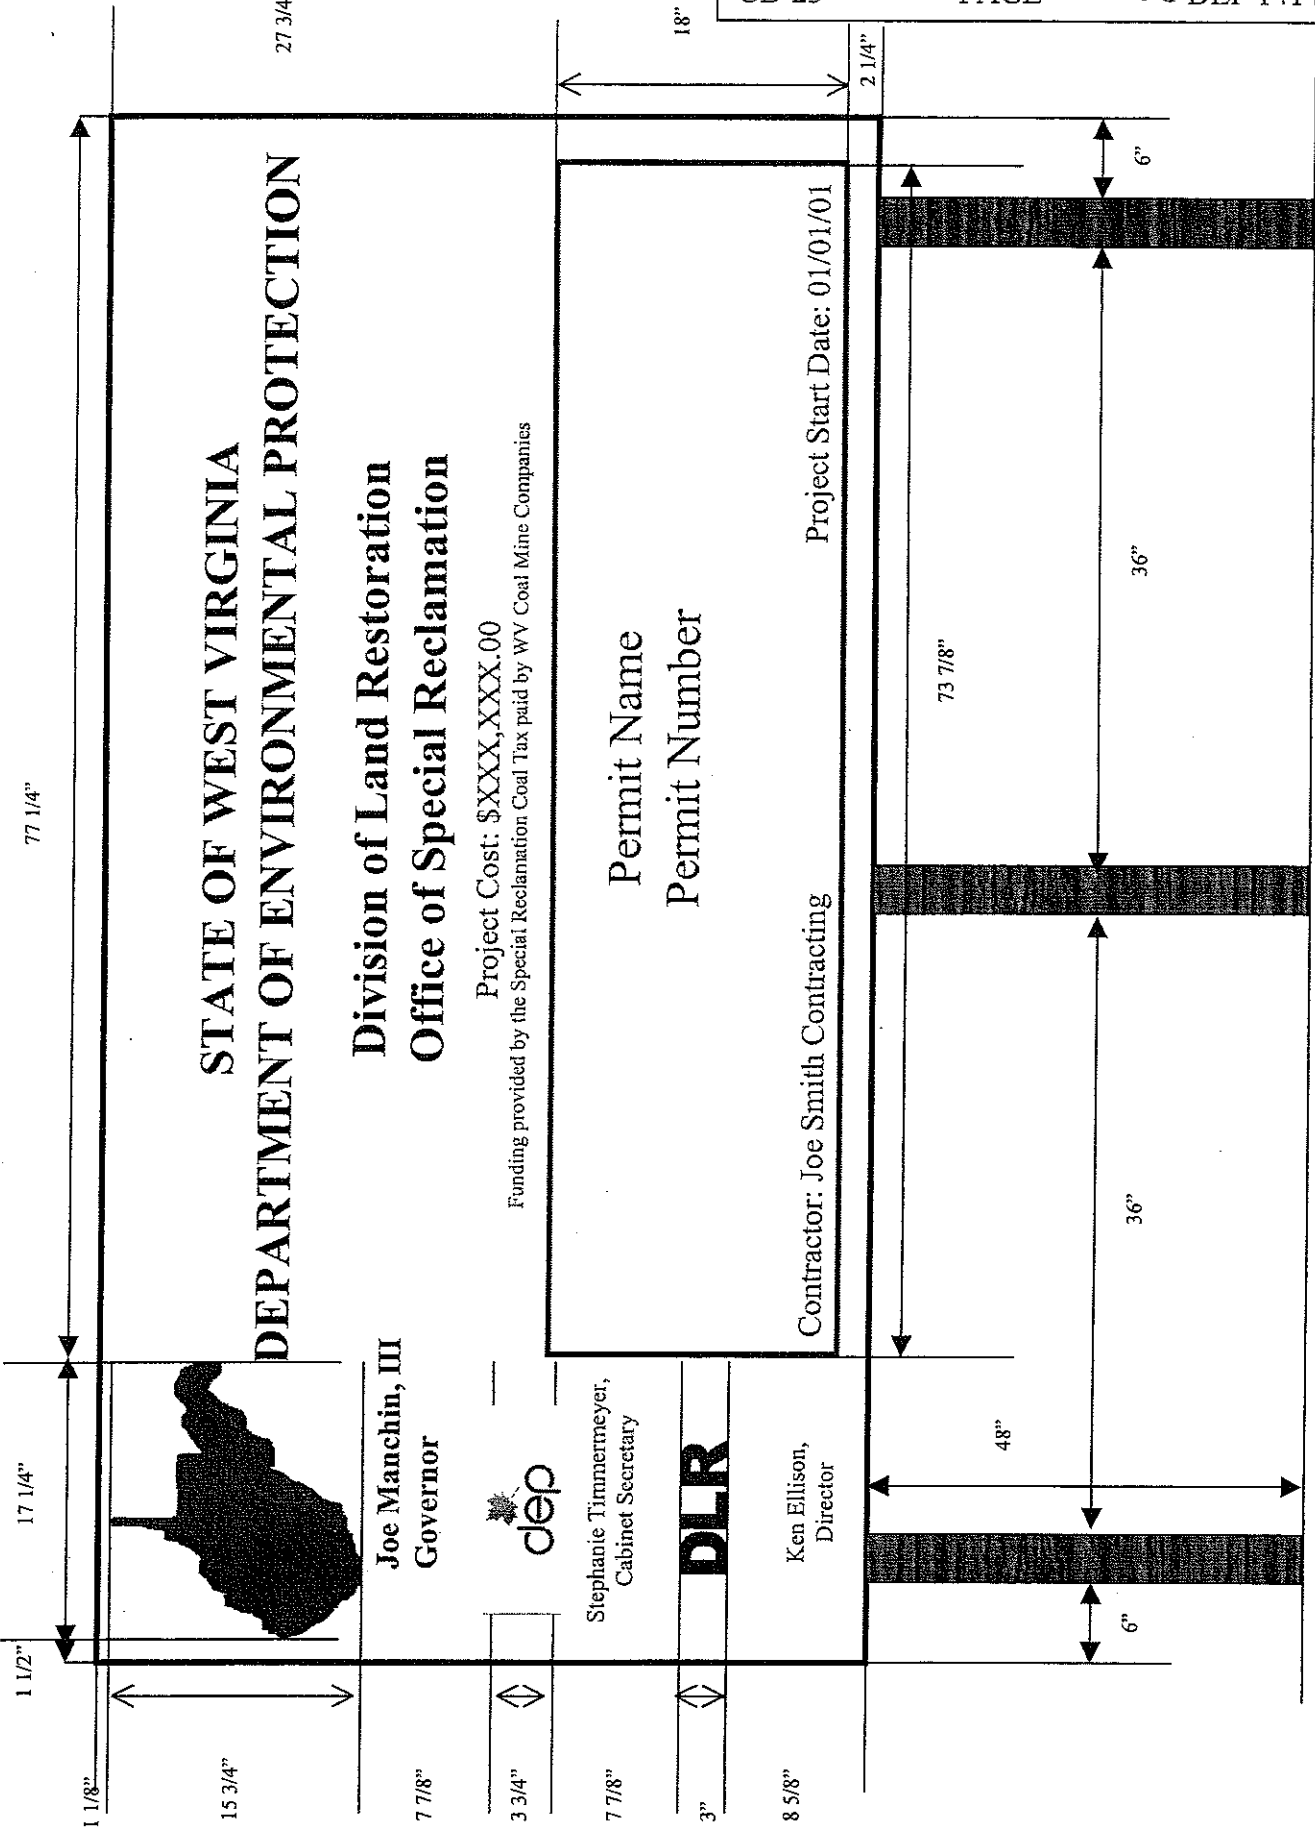 1 1/2”
17 1/4”
77 1/4”
1 1/8”
15 3/4”
7 7/8”
3 3/4”
7 7/8”
3”
8 5/8”
STATE OF WEST VIRGINIA
DEPARTMENT OF ENVIRONMENTAL PROTECTION
Joe Manchin, III
Governor
Division of Land Restoration
Office of Special Reclamation
dep
Project Cost: $XXX,XXX.00
Funding provided by the Special Reclamation Coal Tax paid by WV Coal Mine Companies
Stephanie Timmermeyer,
Cabinet Secretary
Permit Name
Permit Number
DLR
Ken Ellison,
Director
Contractor: Joe Smith Contracting
Project Start Date: 01/01/01
27 3/4
18”
2 1/4”
73 7/8”
48”
6”
36”
36”
6”
PAGE